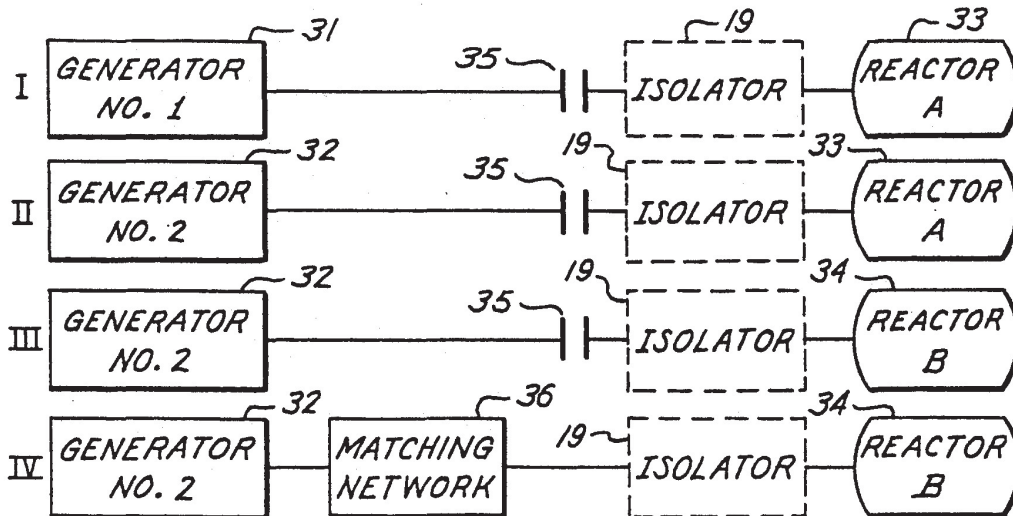 31
19
33
I
GENERATOR
NO. 1
35
ISOLATOR
REACTOR
A
32
19
33
II
GENERATOR
NO. 2
35
ISOLATOR
REACTOR
A
32
19
34
III
GENERATOR
NO. 2
35
ISOLATOR
REACTOR
B
32
36
19
34
IV
GENERATOR
NO. 2
MATCHING
NETWORK
ISOLATOR
REACTOR
B